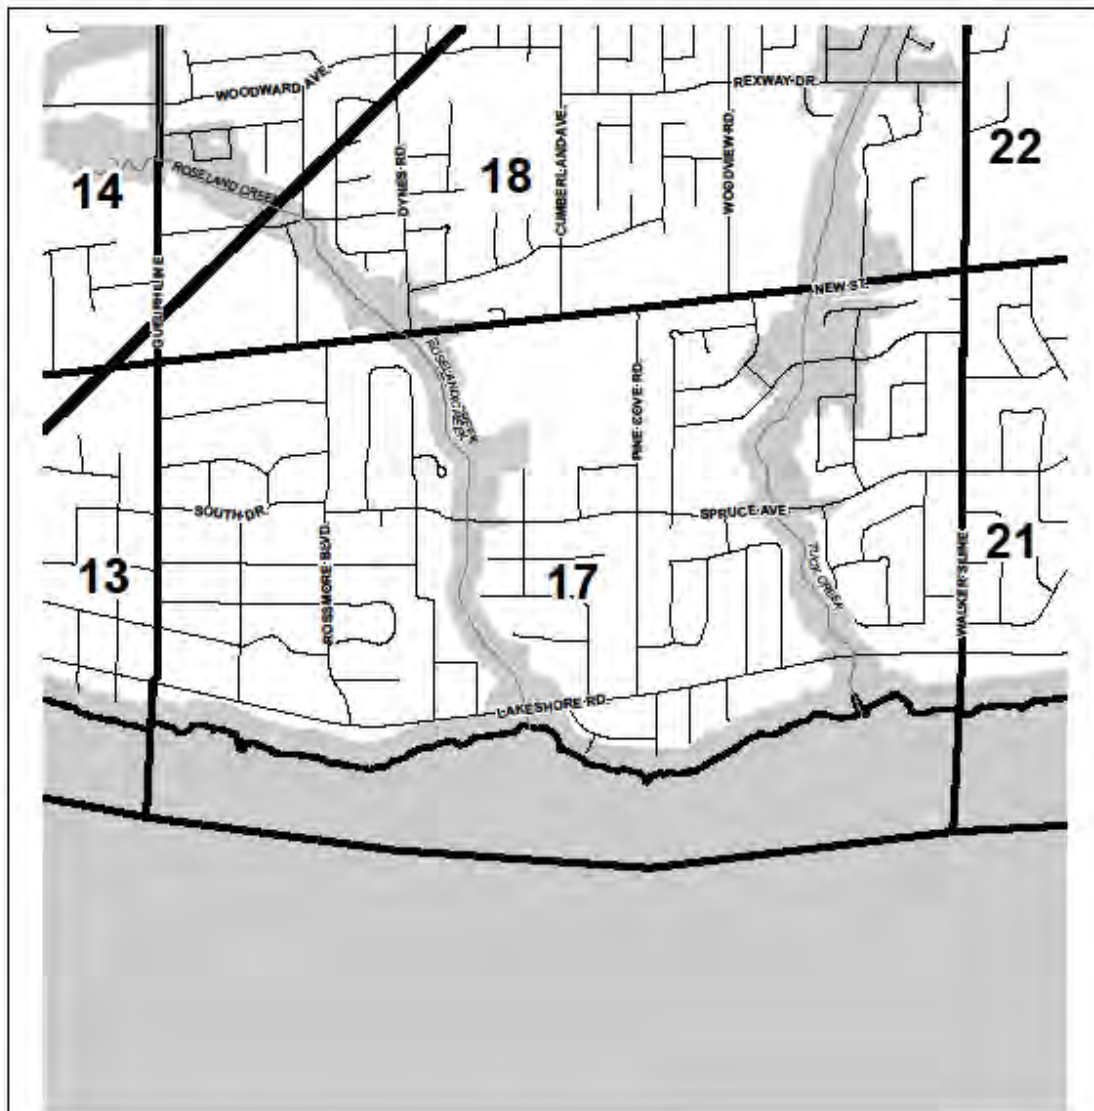 WOODWARD AVE.
REXWAY DR.
22
14
ROSELAND CREEK
DYNES RD.
18
CUMBERLAND AVE.
WOODVIEW RD.
GUELPH LINE
NEW ST.
ROSELAND CREEK
PINE COVE RD.
SOUTH DR.
SPRUCE AVE
13
ROSSMORE BLVD.
17
TUCK CREEK
WALKER'S LINE
21
LAKESHORE RD.